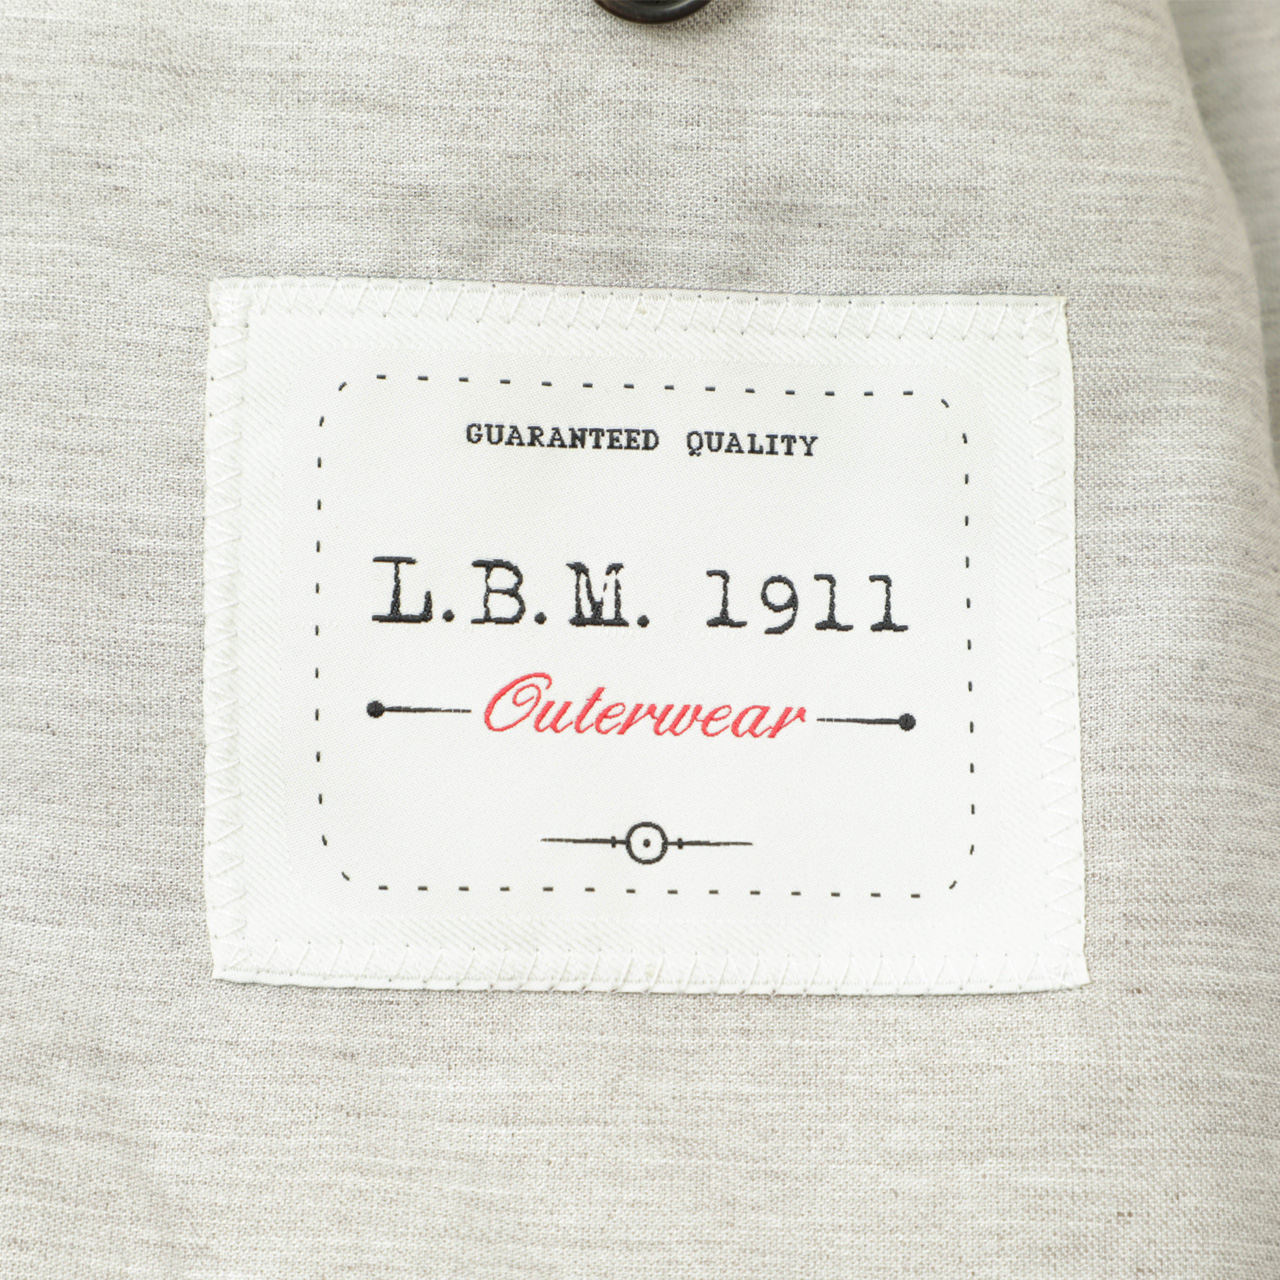 GUARANTEED QUALITY
L.B.M. 1911
Outerwear